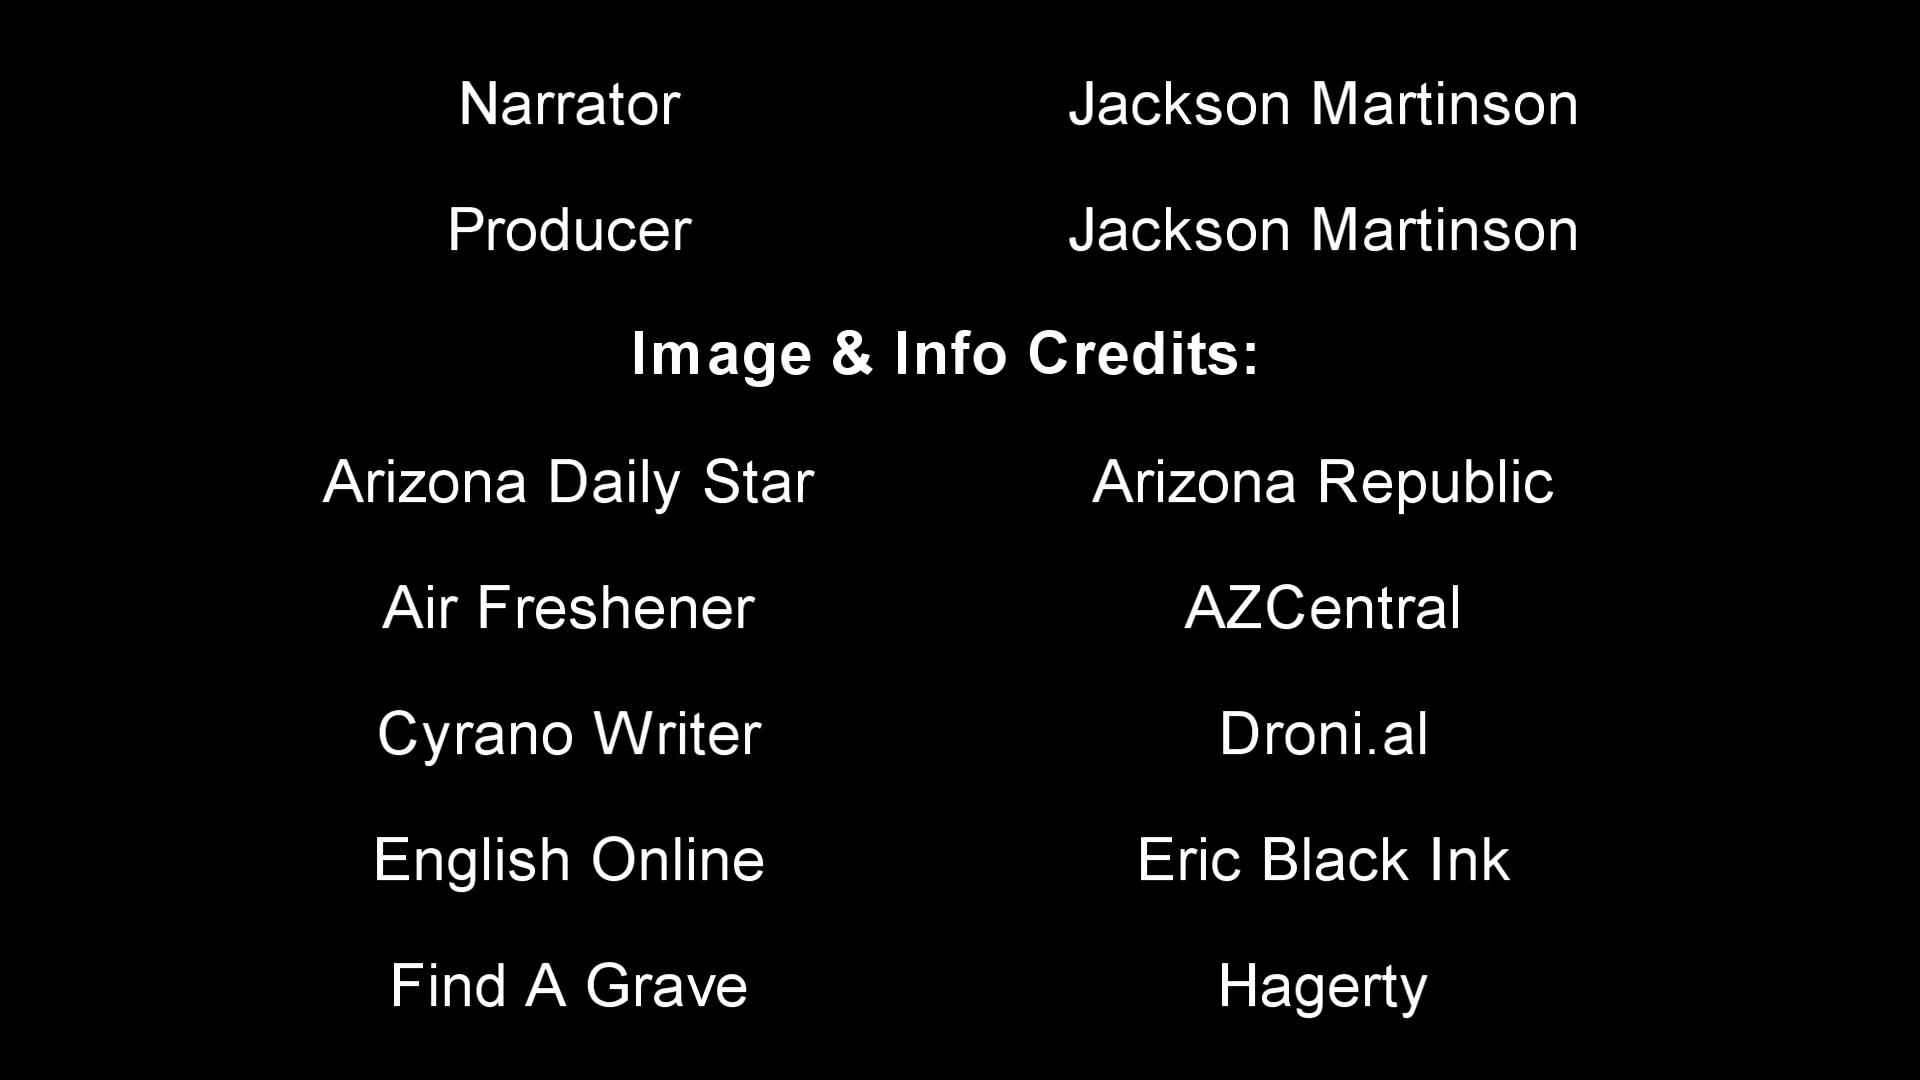 Narrator Jackson Martinson
Producer Jackson Martinson
Image & Info Credits:
Arizona Daily Star Arizona Republic
Air Freshener AZCentral
Cyrano Writer Droni.al
English Online Eric Black Ink
Find A Grave Hagerty